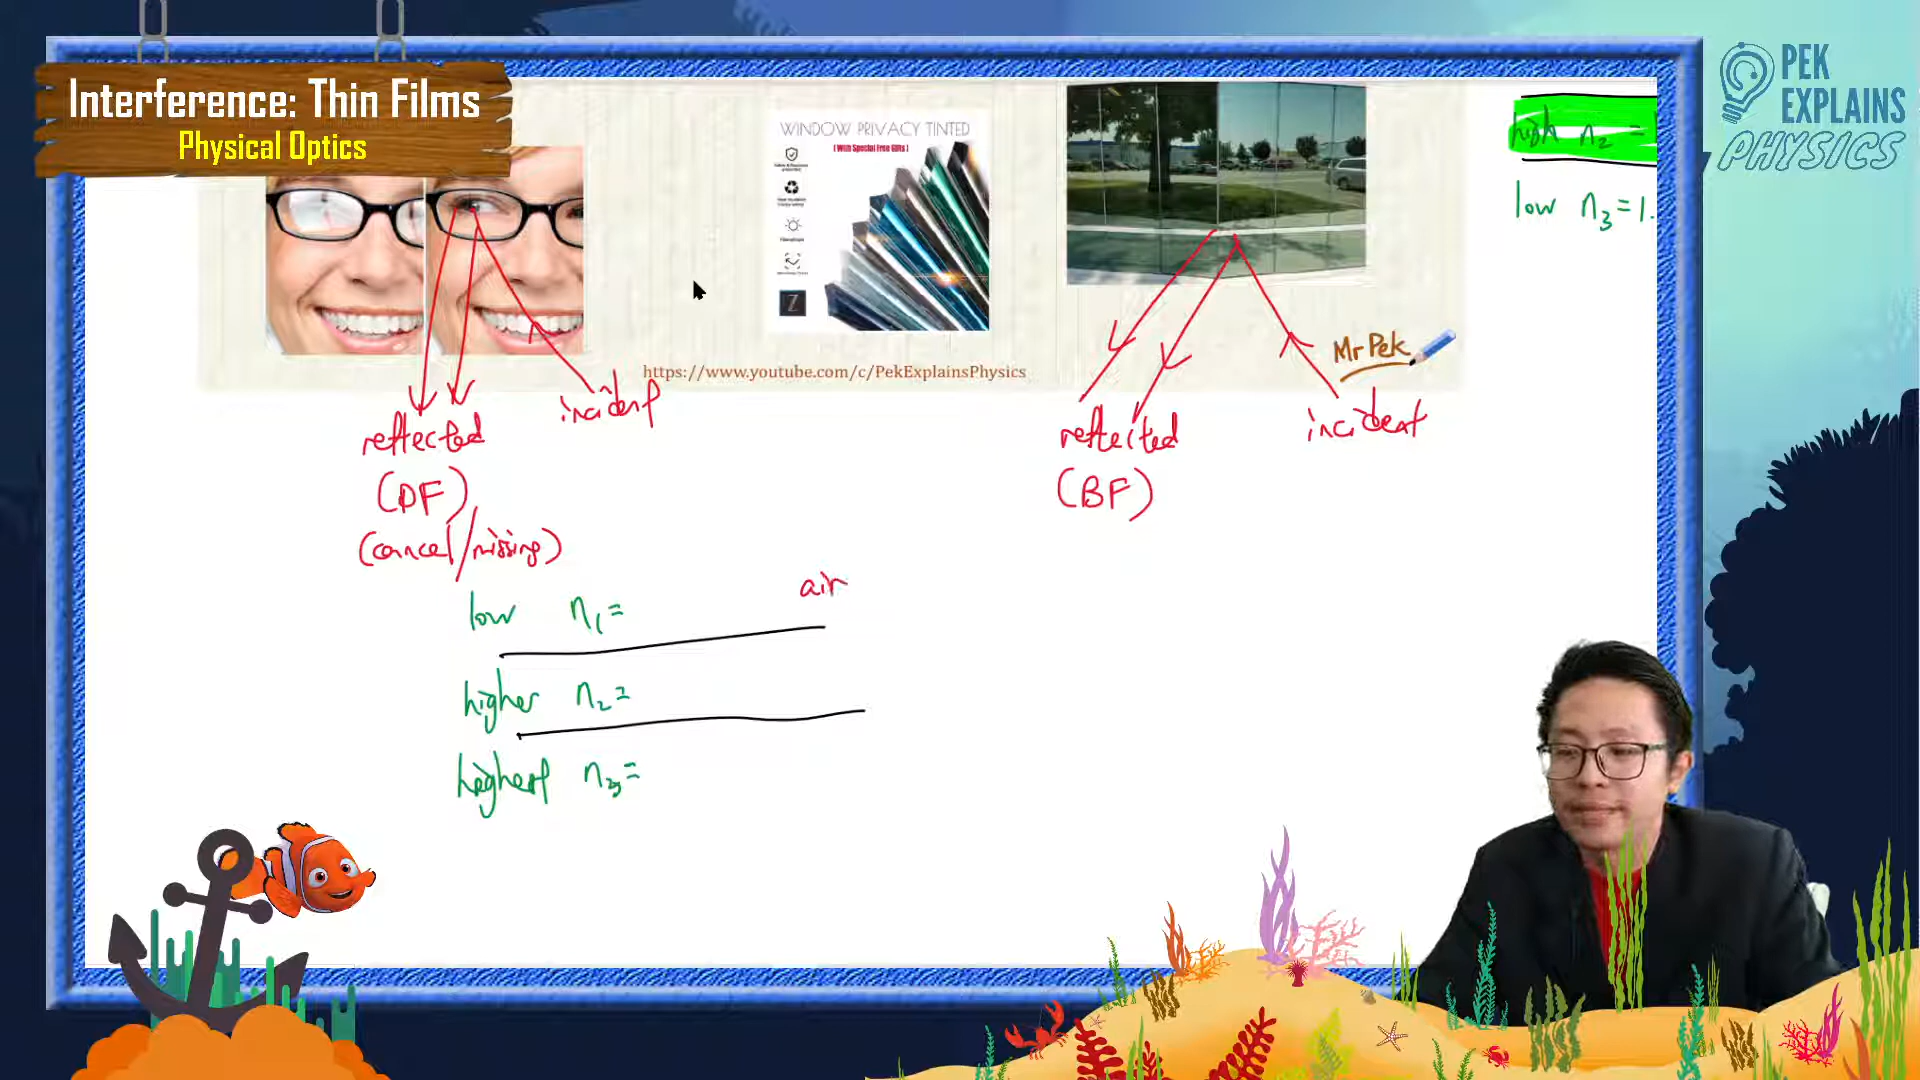 Interference: Thin Films
Physical Optics
PEK
EXPLAINS
PHYSICS
WINDOW PRIVACY TINTED
( With Special Free Gifts )
Z
high n2 =
low n3=1.
https://www.youtube.com/c/PekExplainsPhysics
Mr Pek
reflected
incident
(DF)
(cancel/missing)
reflected
incident
(BF)
air
low n1=
higher n2=
highest n3=